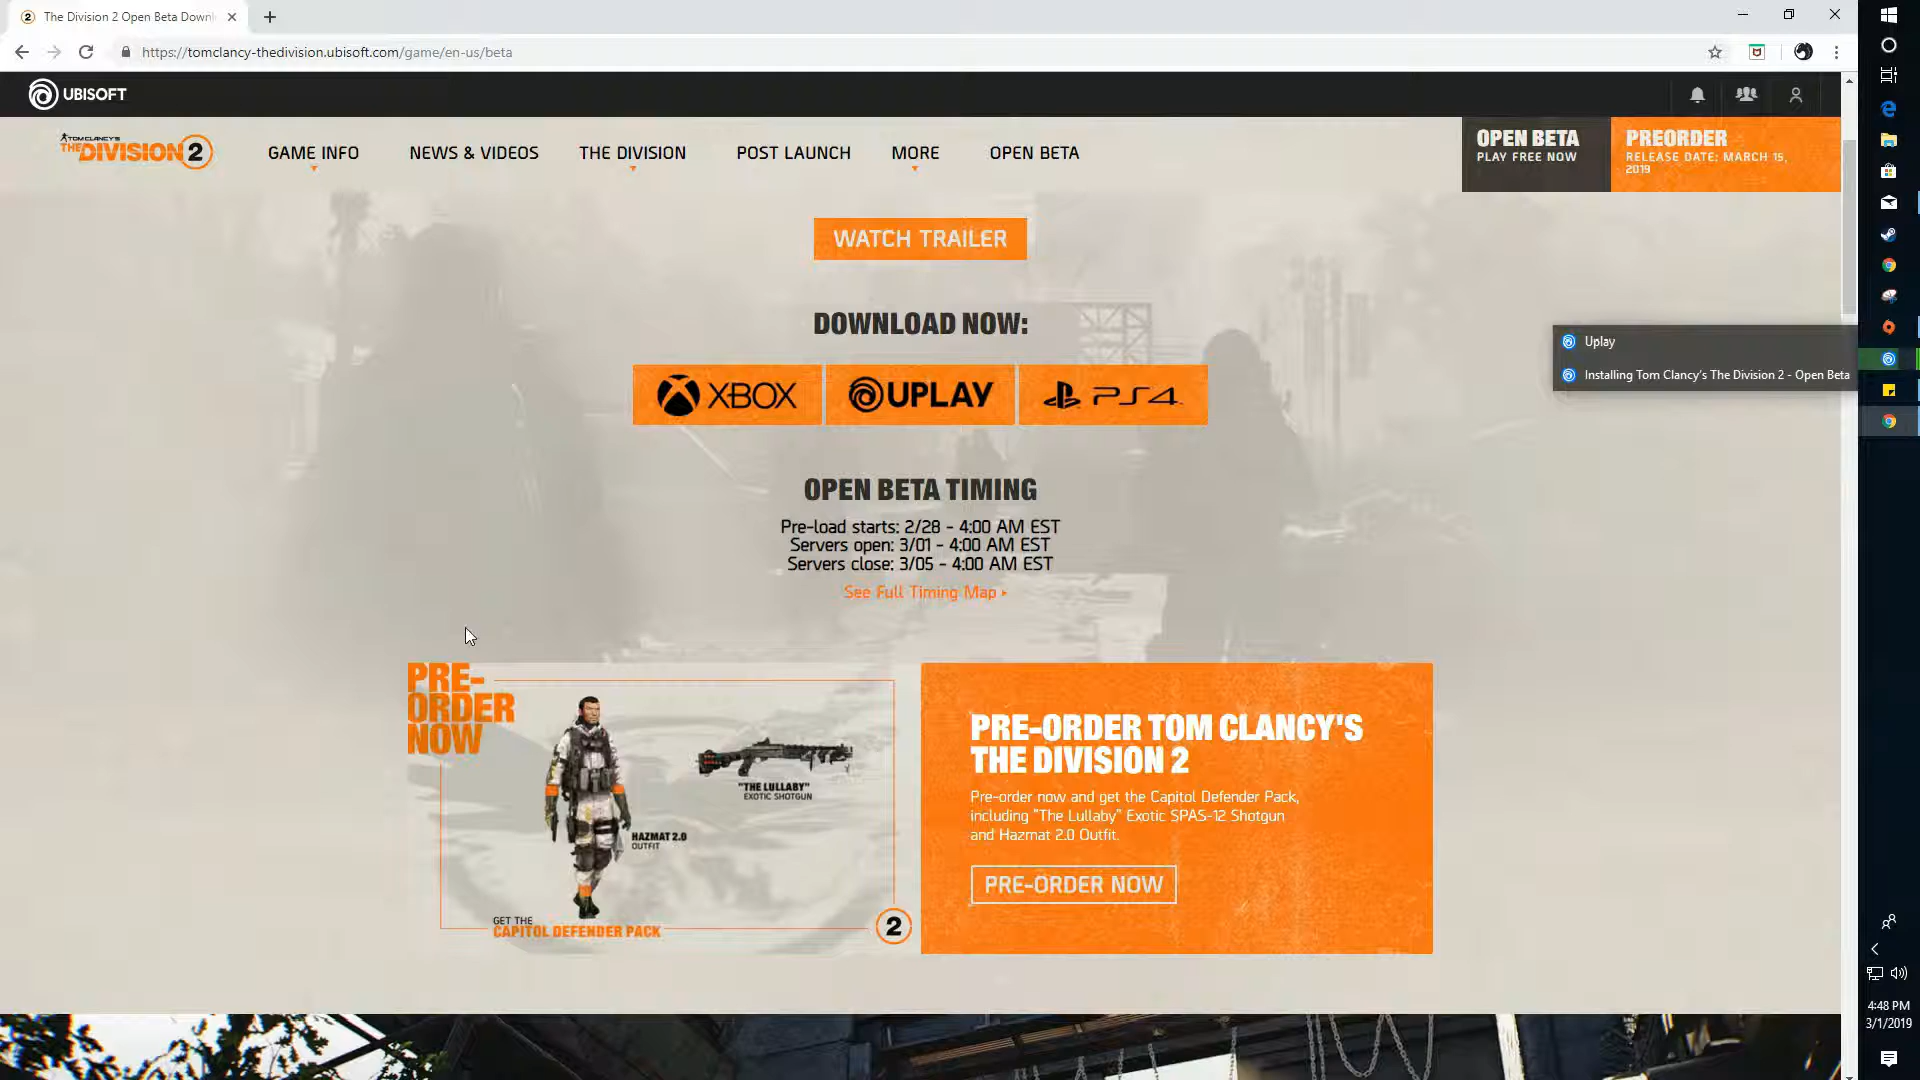 The Division 2 Open Beta Downl
https://tomclancy-thedivision.ubisoft.com/game/en-us/beta
UBISOFT
TOM CLANCY'S
THE DIVISION 2
GAME INFO
NEWS & VIDEOS
THE DIVISION
POST LAUNCH
MORE
OPEN BETA
OPEN BETA
PLAY FREE NOW
PREORDER
RELEASE DATE: MARCH 15,
2019
WATCH TRAILER
DOWNLOAD NOW:
XBOX
UPLAY
PS4
Uplay
Installing Tom Clancy's The Division 2 - Open Beta
OPEN BETA TIMING
Pre-load starts: 2/28 - 4:00 AM EST
Servers open: 3/01 - 4:00 AM EST
Servers close: 3/05 - 4:00 AM EST
See Full Timing Map
PRE-
ORDER
NOW
"THE LULLABY"
EXOTIC SHOTGUN
HAZMAT 2.0
OUTFIT
GET THE
CAPITOL DEFENDER PACK
2
PRE-ORDER TOM CLANCY'S
THE DIVISION 2
Pre-order now and get the Capitol Defender Pack,
including "The Lullaby" Exotic SPAS-12 Shotgun
and Hazmat 2.0 Outfit.
PRE-ORDER NOW
4:48 PM
3/1/2019